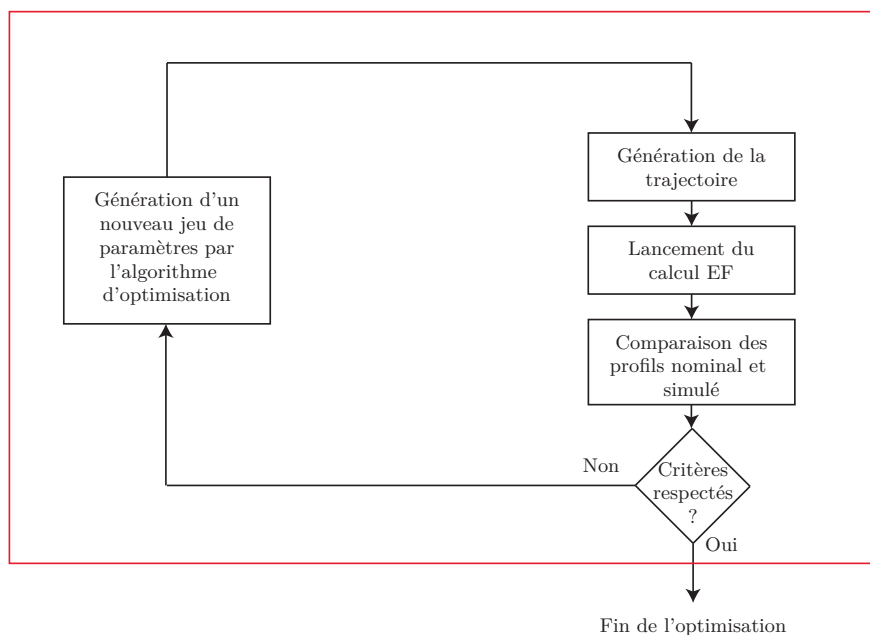 Génération de la
trajectoire
Génération d'un
nouveau jeu de
paramètres par
l'algorithme
d'optimisation
Lancement du
calcul EF
Comparaison des
profils nominal et
simulé
Non
Critères
respectés
?
Oui
Fin de l'optimisation